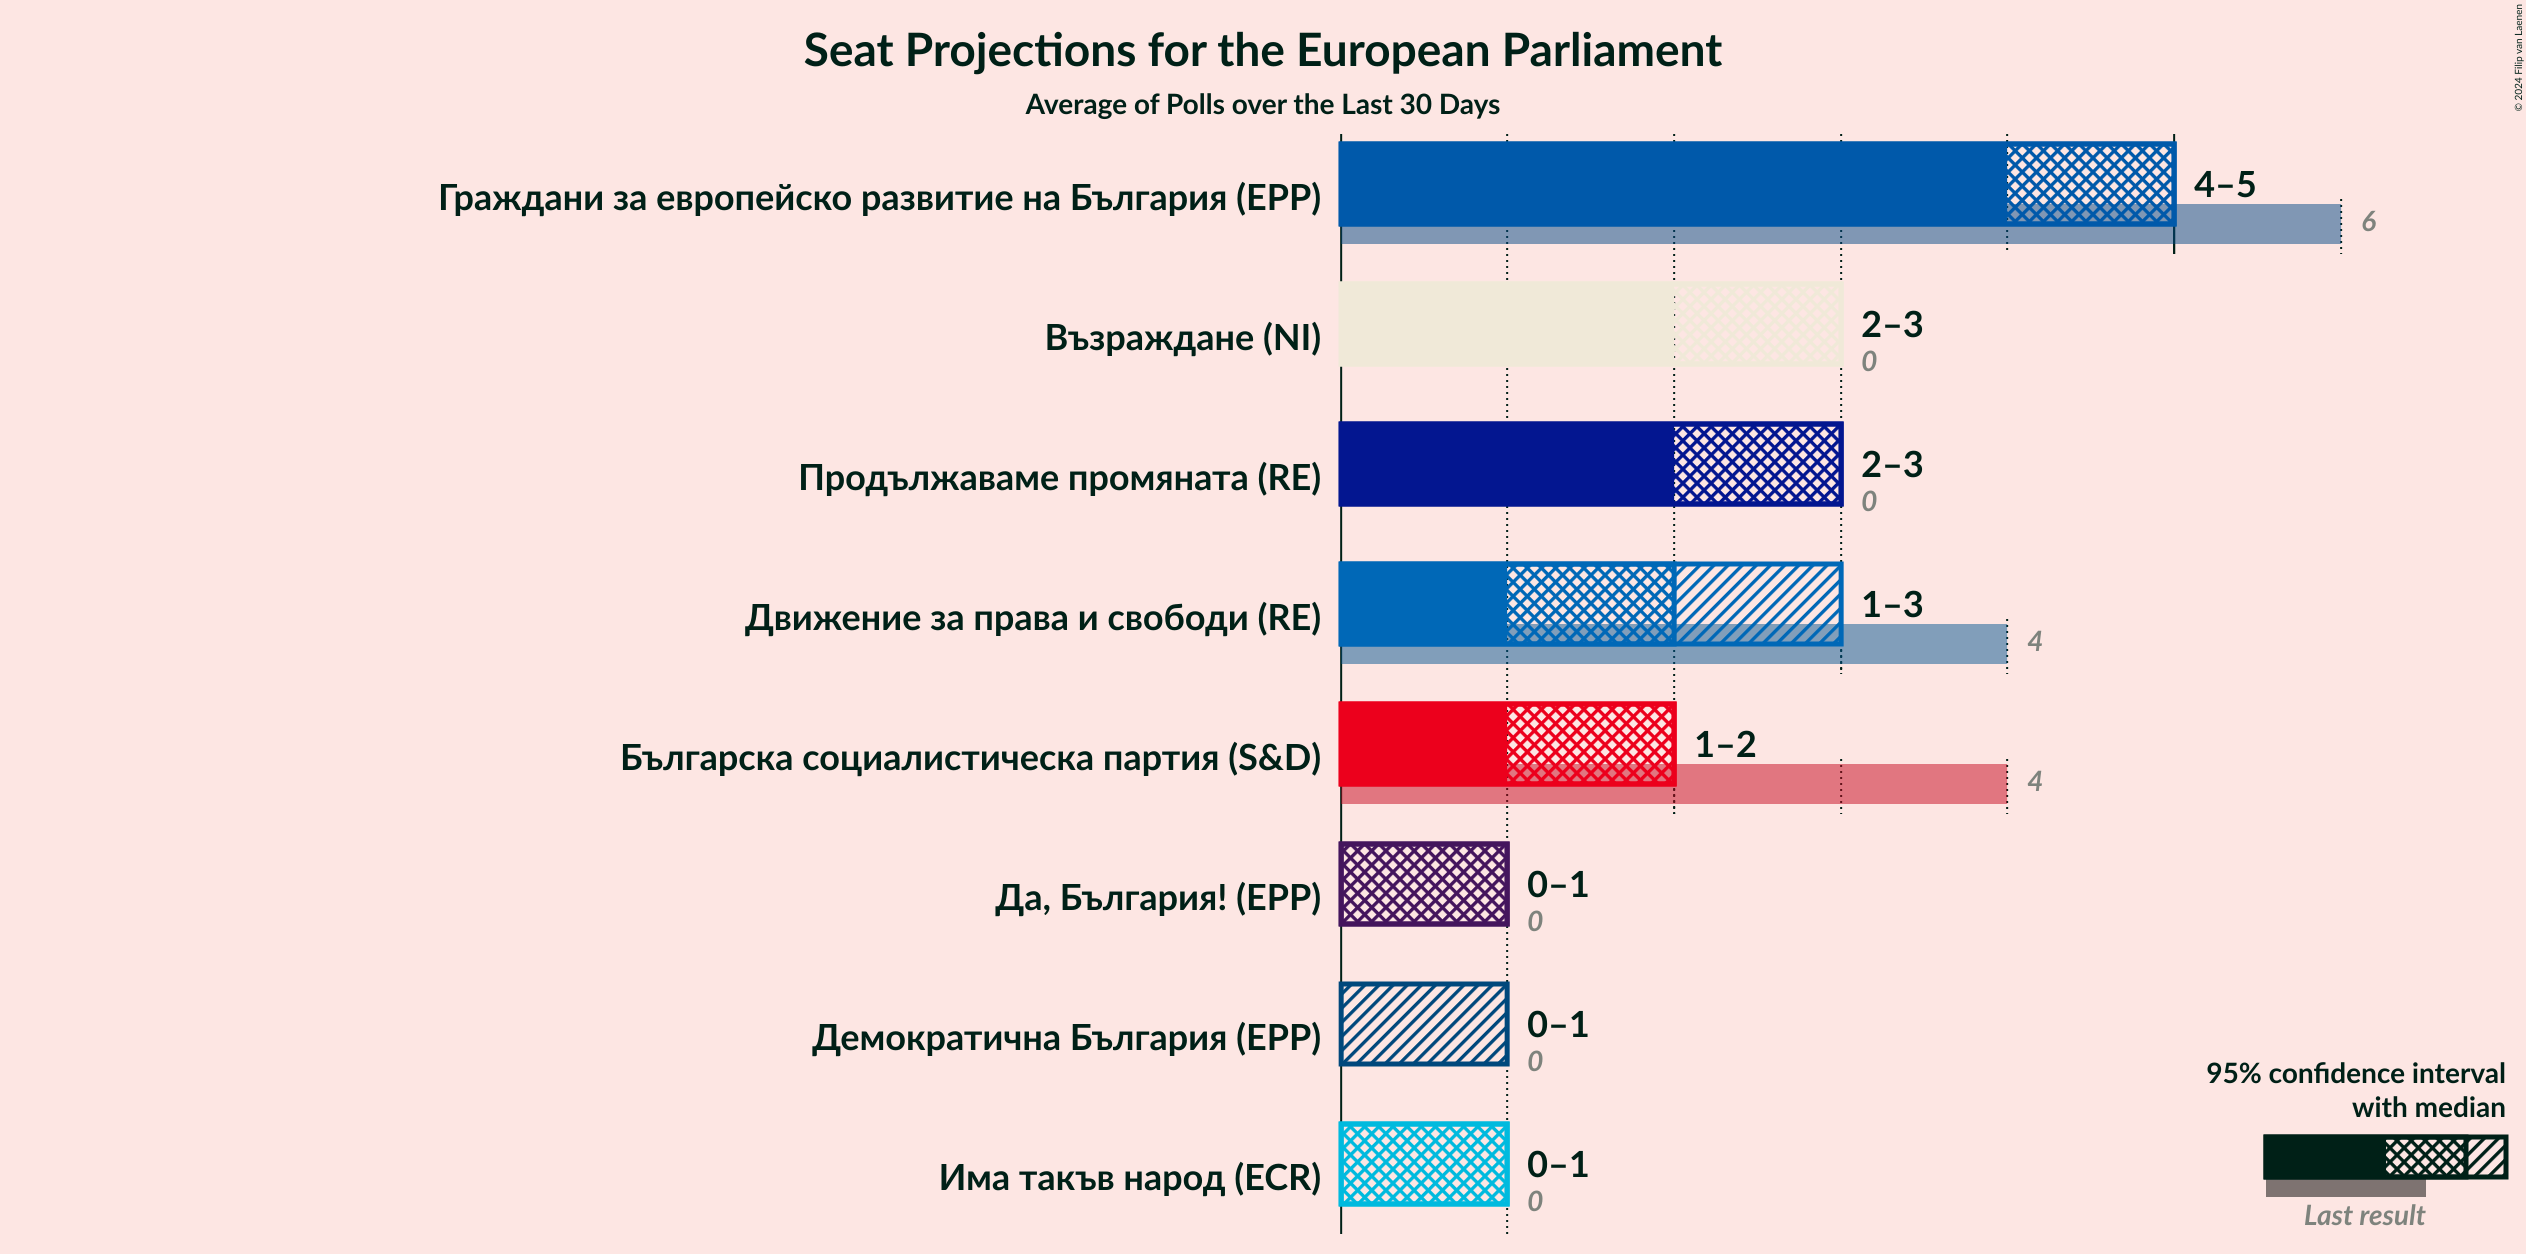 Seat Projections for the European Parliament
Average of Polls over the Last 30 Days
© 2024 Filip van Laenen
Граждани за европейско развитие на България (EPP)
4–5
6
Възраждане (NI)
2–3
0
Продължаваме промяната (RE)
2–3
0
Движение за права и свободи (RE)
1–3
4
Българска социалистическа партия (S&D)
1–2
4
Да, България! (EPP)
0–1
0
Демократична България (EPP)
0–1
0
Има такъв народ (ECR)
0–1
0
95% confidence interval
with median
Last result